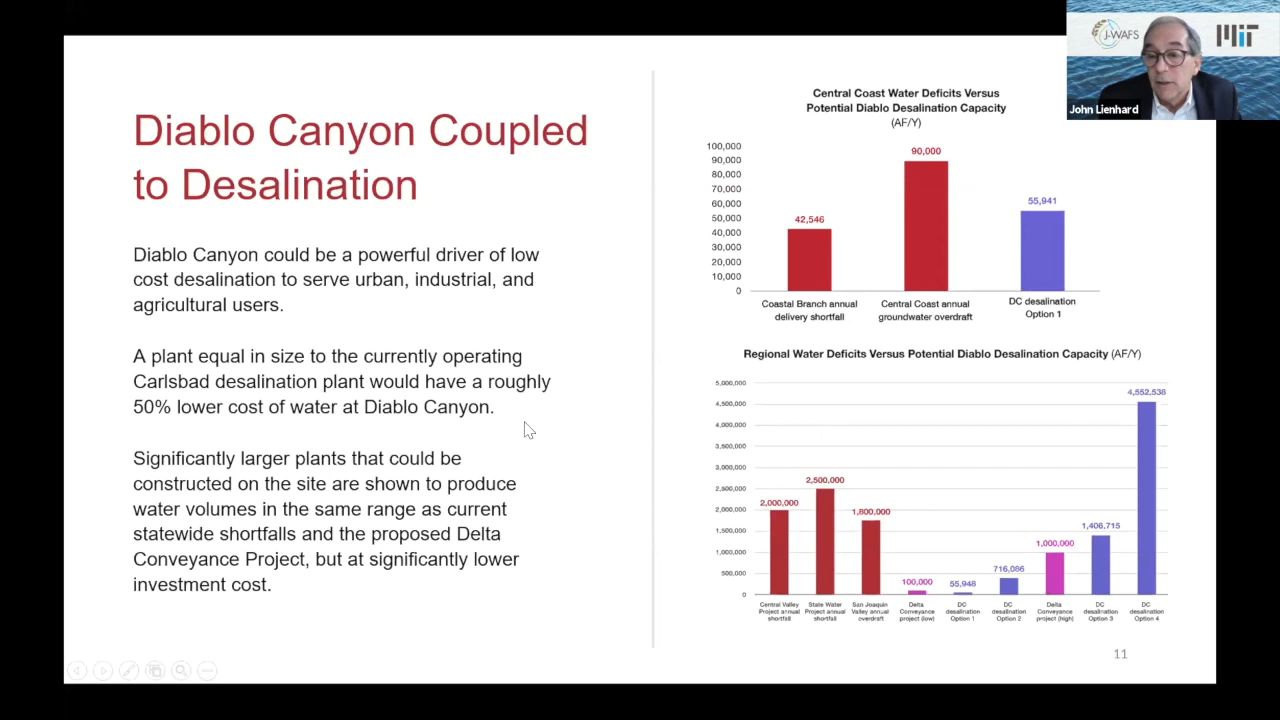 J-WAFS
MIT
John Lienhard
Diablo Canyon Coupled
to Desalination
Diablo Canyon could be a powerful driver of low
cost desalination to serve urban, industrial, and
agricultural users.
A plant equal in size to the currently operating
Carlsbad desalination plant would have a roughly
50% lower cost of water at Diablo Canyon.
Significantly larger plants that could be
constructed on the site are shown to produce
water volumes in the same range as current
statewide shortfalls and the proposed Delta
Conveyance Project, but at significantly lower
investment cost.
Central Coast Water Deficits Versus
Potential Diablo Desalination Capacity
(AF/Y)
100,000
90,000
80,000
70,000
60,000
50,000
40,000
30,000
20,000
10,000
0
42,546
90,000
55,941
Coastal Branch annual
delivery shortfall
Central Coast annual
groundwater overdraft
DC desalination
Option 1
Regional Water Deficits Versus Potential Diablo Desalination Capacity (AF/Y)
5,000,000
4,500,000
4,000,000
3,500,000
3,000,000
2,500,000
2,000,000
1,500,000
1,000,000
500,000
0
2,000,000
2,500,000
1,800,000
100,000
55,948
716,086
1,000,000
1,406,715
4,552,538
Central Valley
Project annual
shortfall
State Water
Project annual
shortfall
San Joaquin
Valley annual
overdraft
Delta
Conveyance
project (low)
DC
desalination
Option 1
DC
desalination
Option 2
Delta
Conveyance
project (high)
DC
desalination
Option 3
DC
desalination
Option 4
11